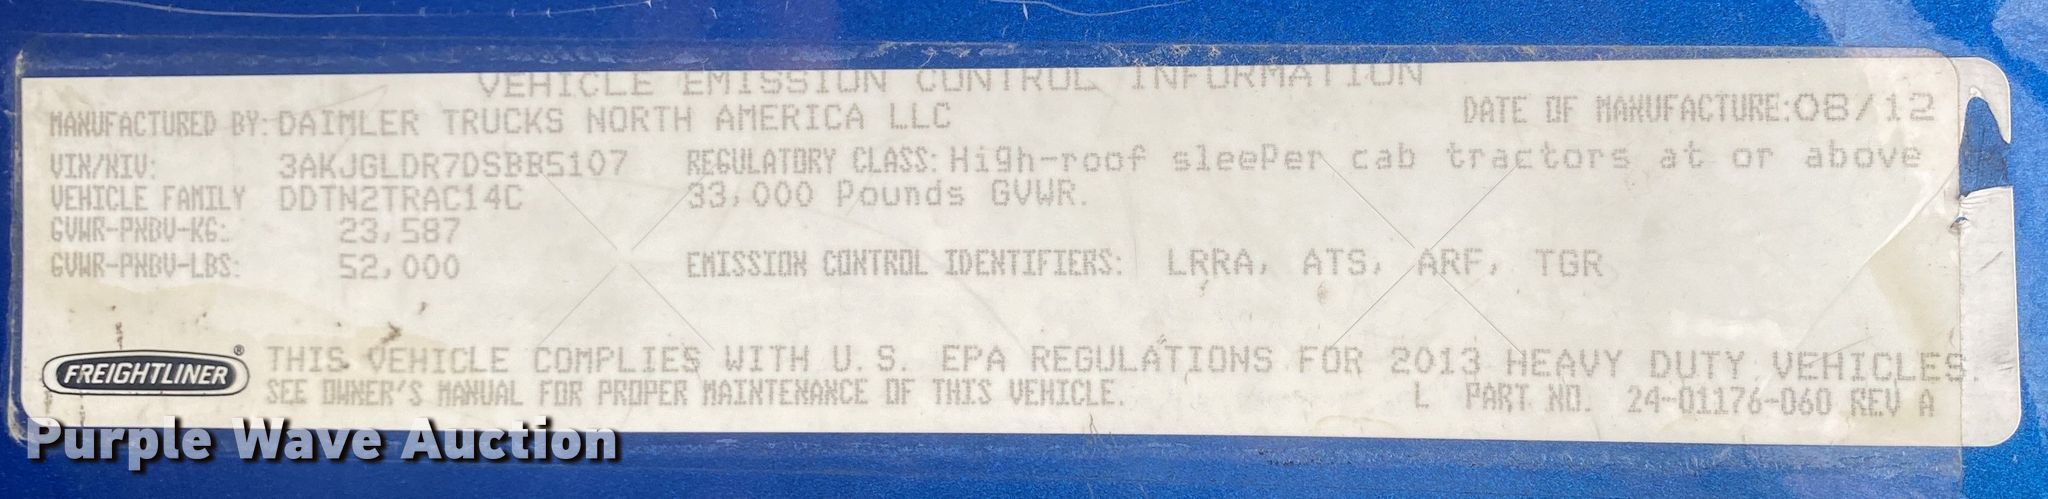 VEHICLE EMISSION CONTROL INFORMATION
MANUFACTURED BY: DAIMLER TRUCKS NORTH AMERICA LLC
DATE OF MANUFACTURE: 08/12
VIN/NIV: 3AKJGLDR7DSBB5107
REGULATORY CLASS: High-roof sleeper cab tractors at or above
VEHICLE FAMILY DDTN2TRAC14C
33,000 Pounds GVWR.
GVWR-PNBV-KG: 23,587
GVWR-PNBV-LBS: 52,000
EMISSION CONTROL IDENTIFIERS: LRRA, ATS, ARF, TGR
FREIGHTLINER®
THIS VEHICLE COMPLIES WITH U.S. EPA REGULATIONS FOR 2013 HEAVY DUTY VEHICLES.
SEE OWNER'S MANUAL FOR PROPER MAINTENANCE OF THIS VEHICLE.
L PART NO. 24-01176-060 REV A
Purple Wave Auction